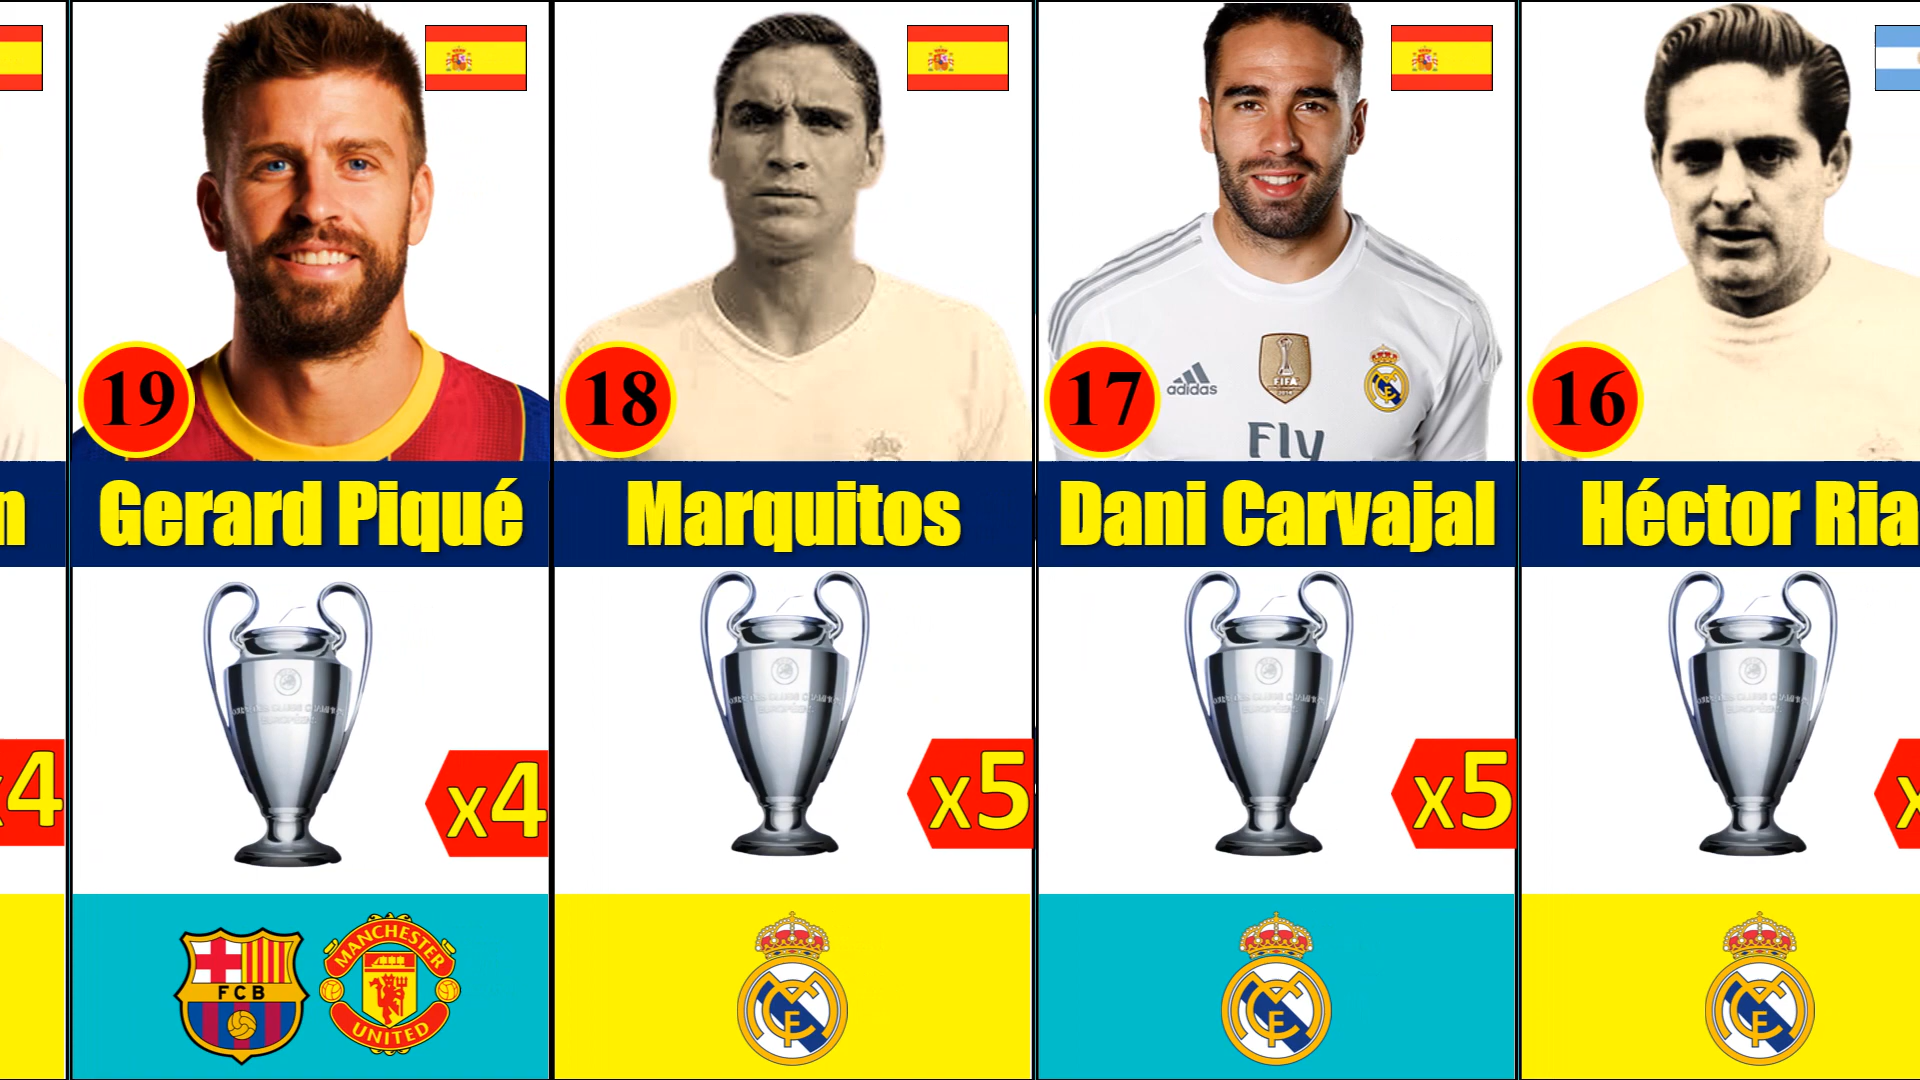 19
18
17
16
adidas
FIFA
Fly
n
Gerard Piqué
Marquitos
Dani Carvajal
Héctor Ria
x4
x4
x5
x5
x
FCB
MANCHESTER
UNITED